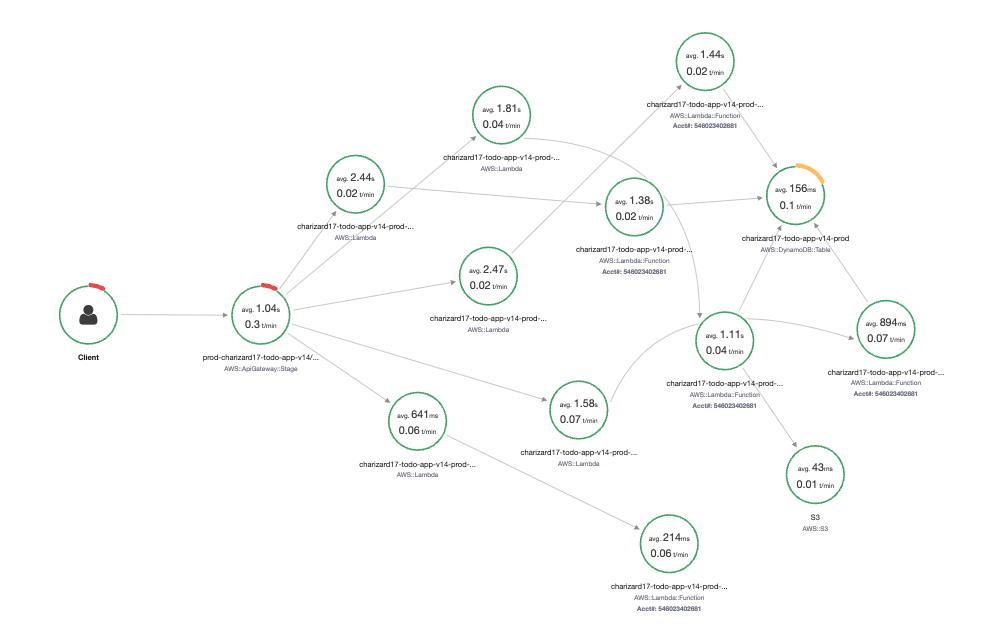 avg. 1.44s
0.02 t/min
charizard17-todo-app-v14-prod-...
AWS::Lambda::Function
Acct#: 546023402681
avg. 1.81s
0.04 t/min
charizard17-todo-app-v14-prod-...
AWS::Lambda
avg. 2.44s
0.02 t/min
charizard17-todo-app-v14-prod-...
AWS::Lambda
avg. 1.38s
0.02 t/min
charizard17-todo-app-v14-prod-...
AWS::Lambda::Function
Acct#: 546023402681
avg. 156ms
0.1 t/min
charizard17-todo-app-v14-prod
AWS::DynamoDB::Table
avg. 2.47s
0.02 t/min
charizard17-todo-app-v14-prod-...
AWS::Lambda
Client
avg. 1.04s
0.3 t/min
prod-charizard17-todo-app-v14/...
AWS::ApiGateway::Stage
avg. 1.11s
0.04 t/min
charizard17-todo-app-v14-prod-...
AWS::Lambda::Function
Acct#: 546023402681
avg. 894ms
0.07 t/min
charizard17-todo-app-v14-prod-...
AWS::Lambda::Function
Acct#: 546023402681
avg. 641ms
0.06 t/min
charizard17-todo-app-v14-prod-...
AWS::Lambda
avg. 1.58s
0.07 t/min
charizard17-todo-app-v14-prod-...
AWS::Lambda
avg. 43ms
0.01 t/min
S3
AWS::S3
avg. 214ms
0.06 t/min
charizard17-todo-app-v14-prod-...
AWS::Lambda::Function
Acct#: 546023402681